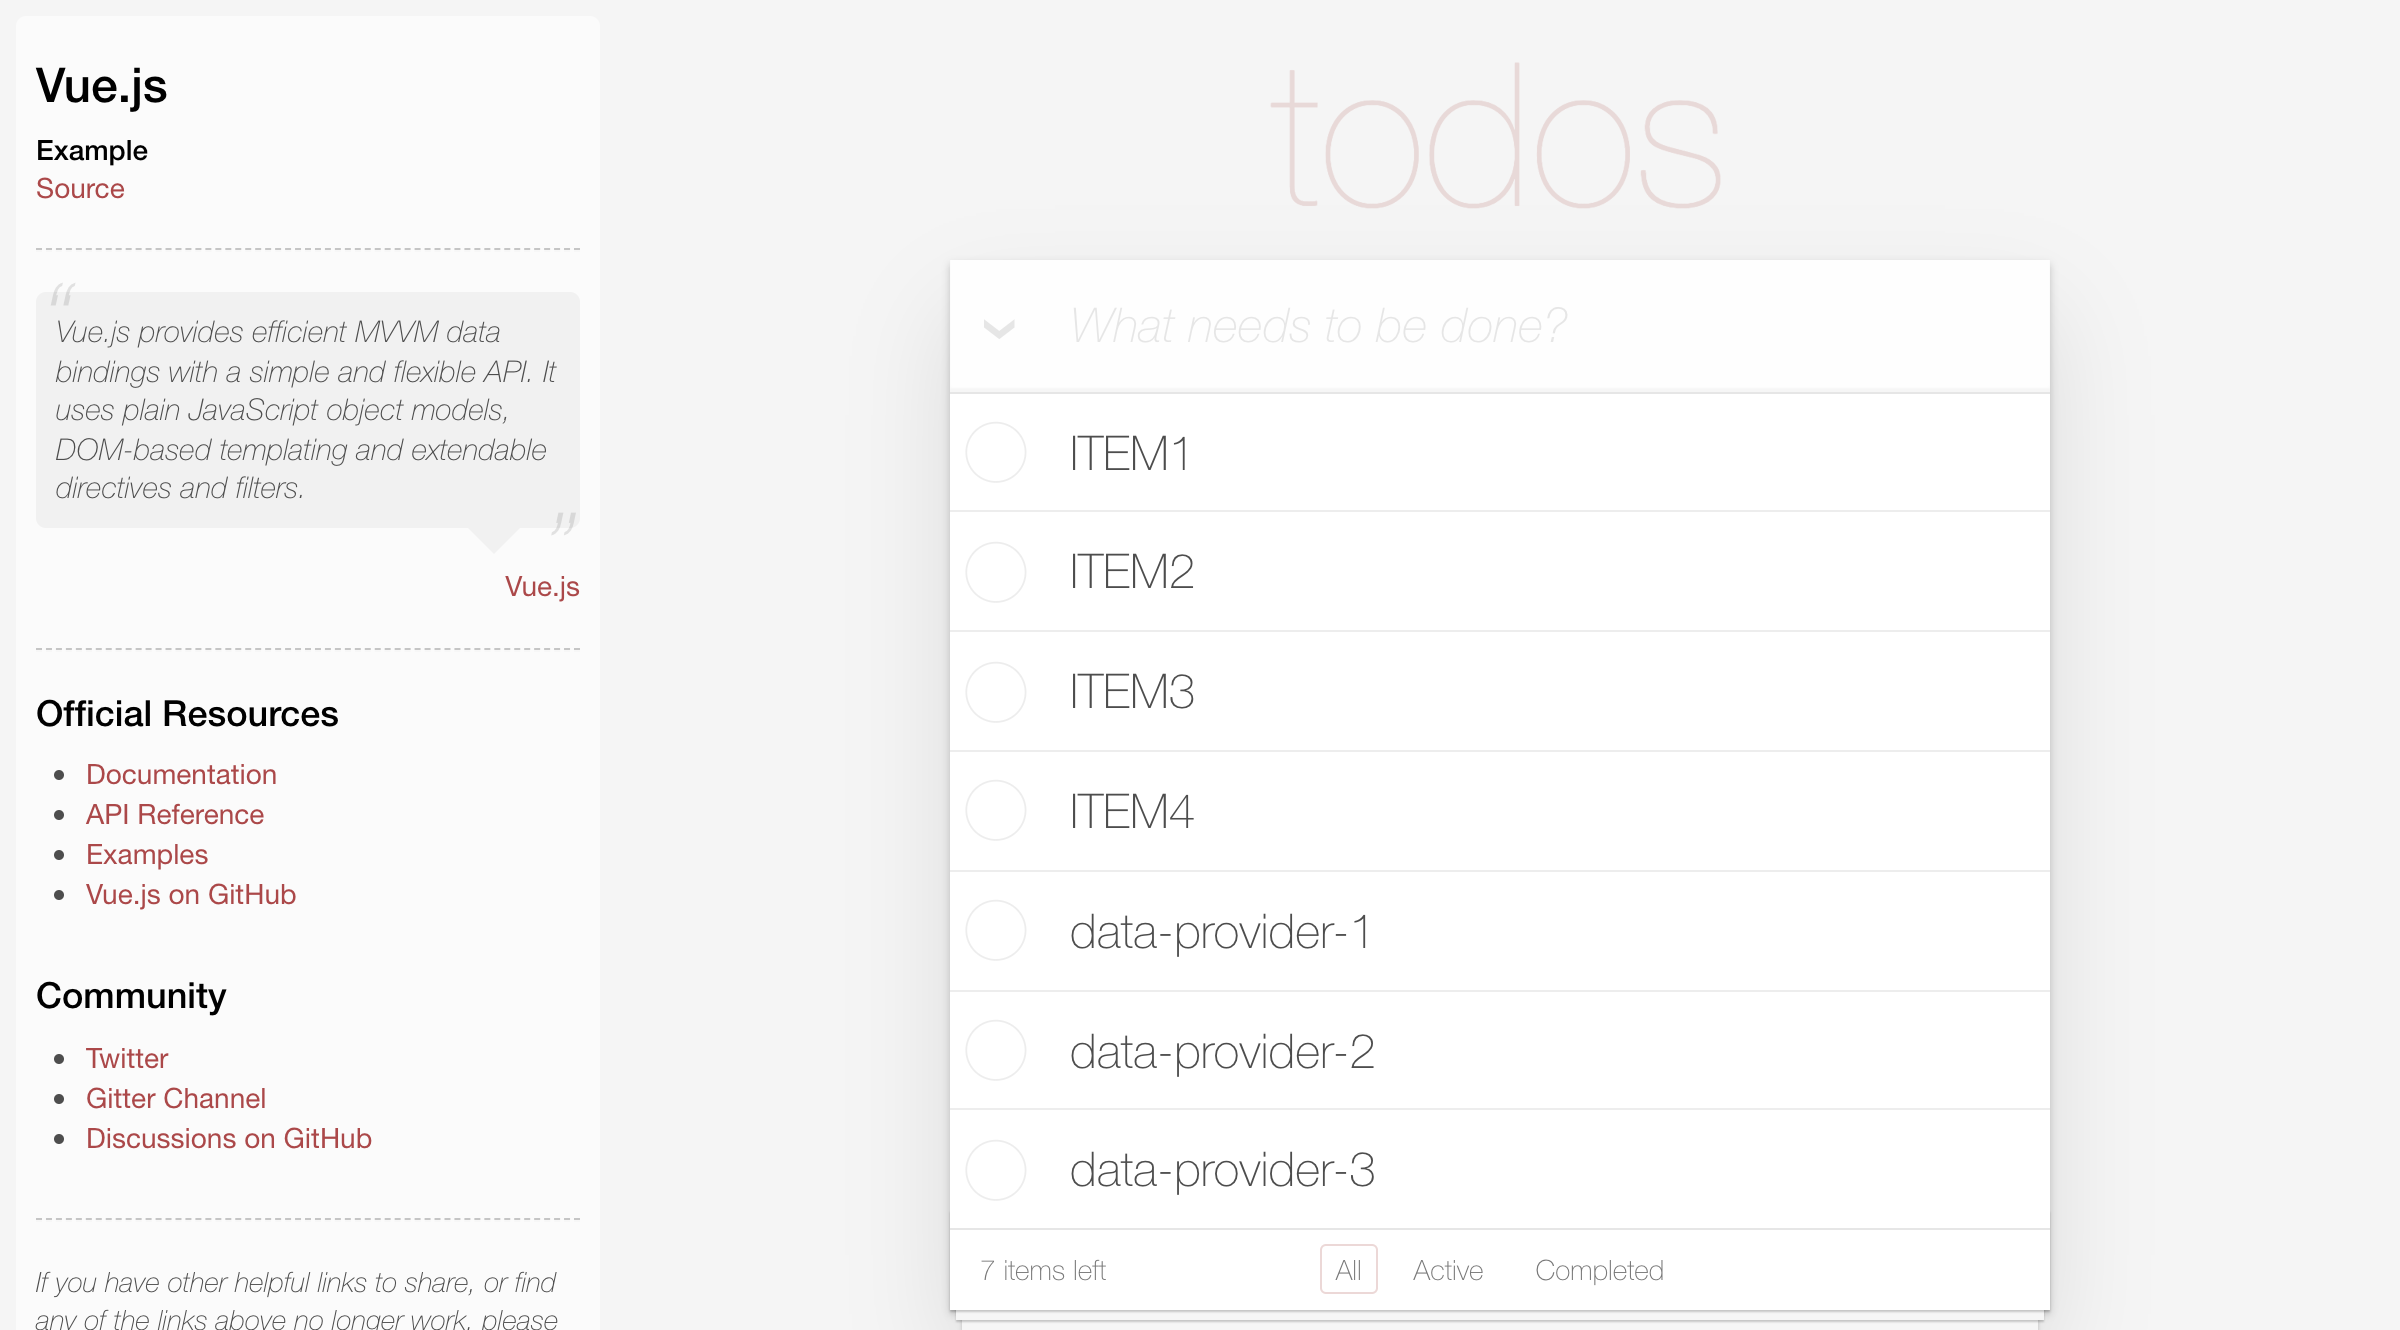 Vue.js
Example
Source
“
Vue.js provides efficient MVVM data
bindings with a simple and flexible API. It
uses plain JavaScript object models,
DOM-based templating and extendable
directives and filters.
”
Vue.js
Official Resources
Documentation
API Reference
Examples
Vue.js on GitHub
Community
Twitter
Gitter Channel
Discussions on GitHub
If you have other helpful links to share, or find
any of the links above no longer work, please
todos
What needs to be done?
ITEM1
ITEM2
ITEM3
ITEM4
data-provider-1
data-provider-2
data-provider-3
7 items left All Active Completed